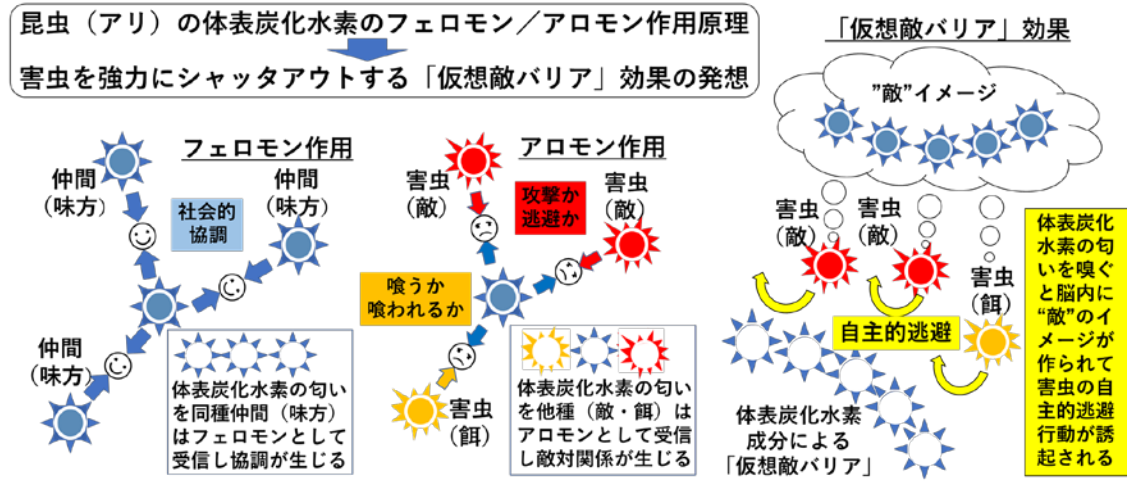 昆虫（アリ）の体表炭化水素のフェロモン／アロモン作用原理
害虫を強力にシャッタアウトする「仮想敵バリア」効果の発想
フェロモン作用
仲間
（味方）
仲間
（味方）
社会的
協調
仲間
（味方）
体表炭化水素の匂い
を同種仲間（味方）
はフェロモンとして
受信し協調が生じる
アロモン作用
害虫
（敵）
攻撃か
逃避か
害虫
（敵）
喰うか
喰われるか
害虫
（餌）
体表炭化水素の匂い
を他種（敵・餌）は
アロモンとして受信
し敵対関係が生じる
「仮想敵バリア」効果
”敵”イメージ
害虫
（敵）
害虫
（敵）
害虫
（餌）
自主的逃避
体表炭化水素
成分による
「仮想敵バリア」
体表炭化
水素の匂
いを嗅ぐ
と脳内に
“敵”のイ
メージが
作られて
害虫の自
主的逃避
行動が誘
起される